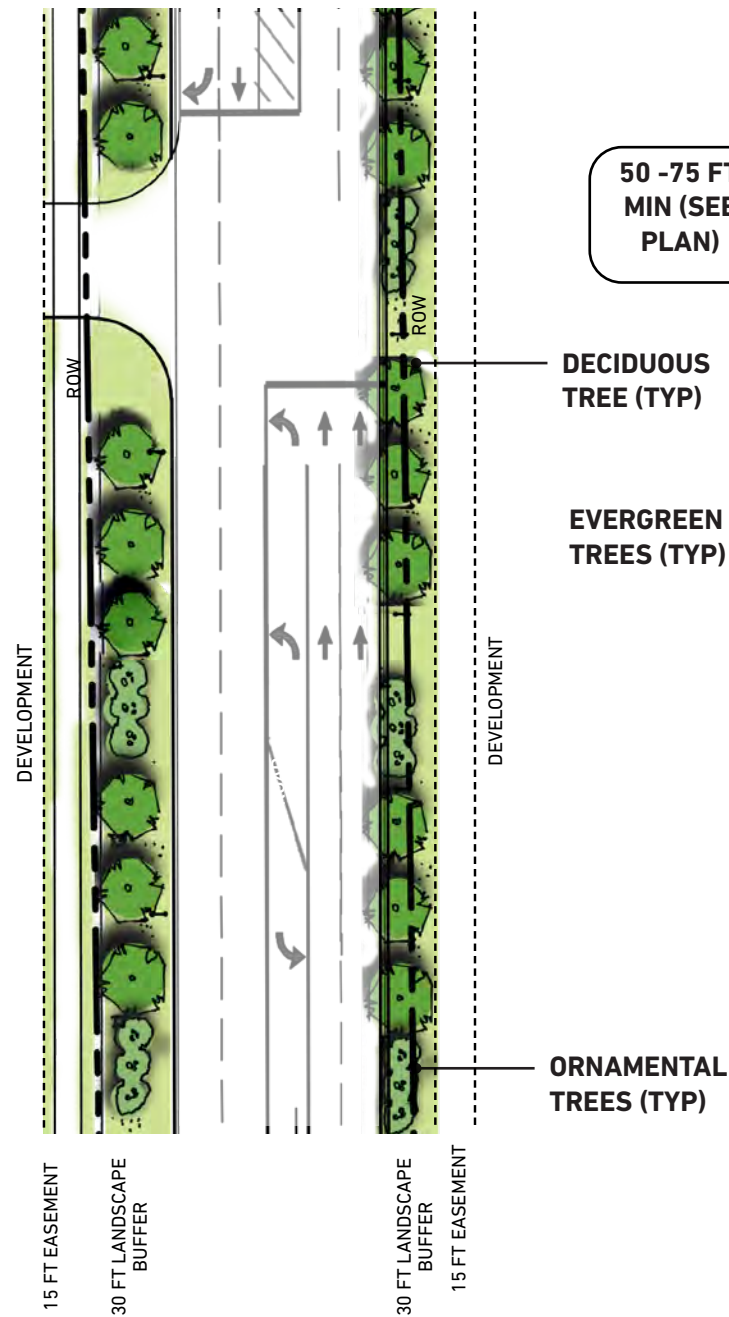 50 -75 FT
MIN (SEE
PLAN)
ROW
ROW
DECIDUOUS
TREE (TYP)
EVERGREEN
TREES (TYP)
DEVELOPMENT
DEVELOPMENT
ORNAMENTAL
TREES (TYP)
15 FT EASEMENT
30 FT LANDSCAPE
BUFFER
30 FT LANDSCAPE
BUFFER
15 FT EASEMENT